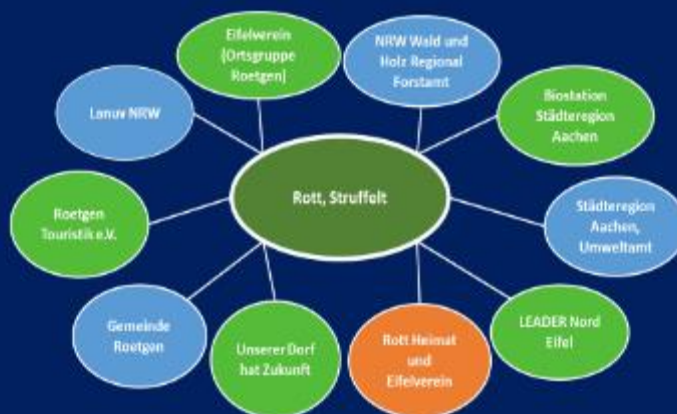 Eifelverein
(Ortsgruppe
Roetgen)
NRW Wald und
Holz Regional
Forstamt
Lanuv NRW
Biostation
Städteregion
Aachen
Rott, Struffelt
Roetgen
Touristik e.V.
Städteregion
Aachen,
Umweltamt
Gemeinde
Roetgen
Unserer Dorf
hat Zukunft
Rott Heimat
und
Eifelverein
LEADER Nord
Eifel